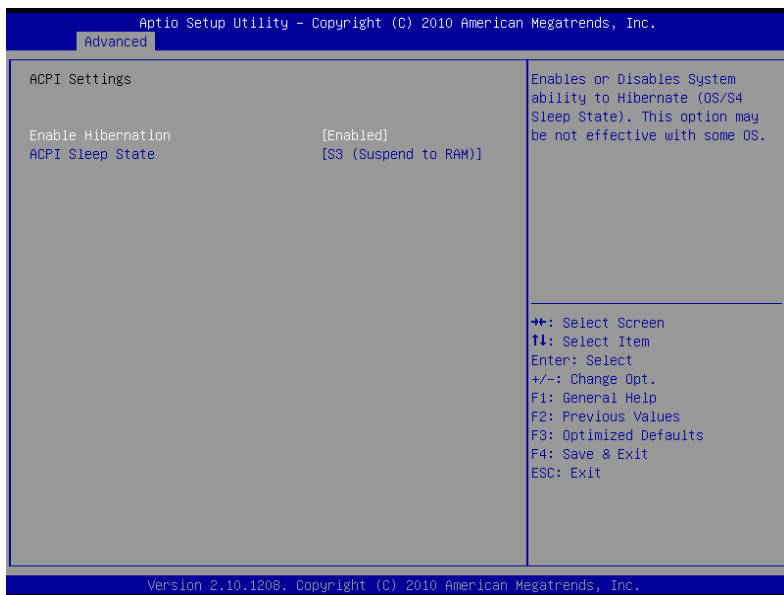 Aptio Setup Utility – Copyright (C) 2010 American Megatrends, Inc.
Advanced
ACPI Settings
Enable Hibernation [Enabled]
ACPI Sleep State [S3 (Suspend to RAM)]
Enables or Disables System
ability to Hibernate (OS/S4
Sleep State). This option may
be not effective with some OS.
→←: Select Screen
↑↓: Select Item
Enter: Select
+/-: Change Opt.
F1: General Help
F2: Previous Values
F3: Optimized Defaults
F4: Save & Exit
ESC: Exit
Version 2.10.1208. Copyright (C) 2010 American Megatrends, Inc.